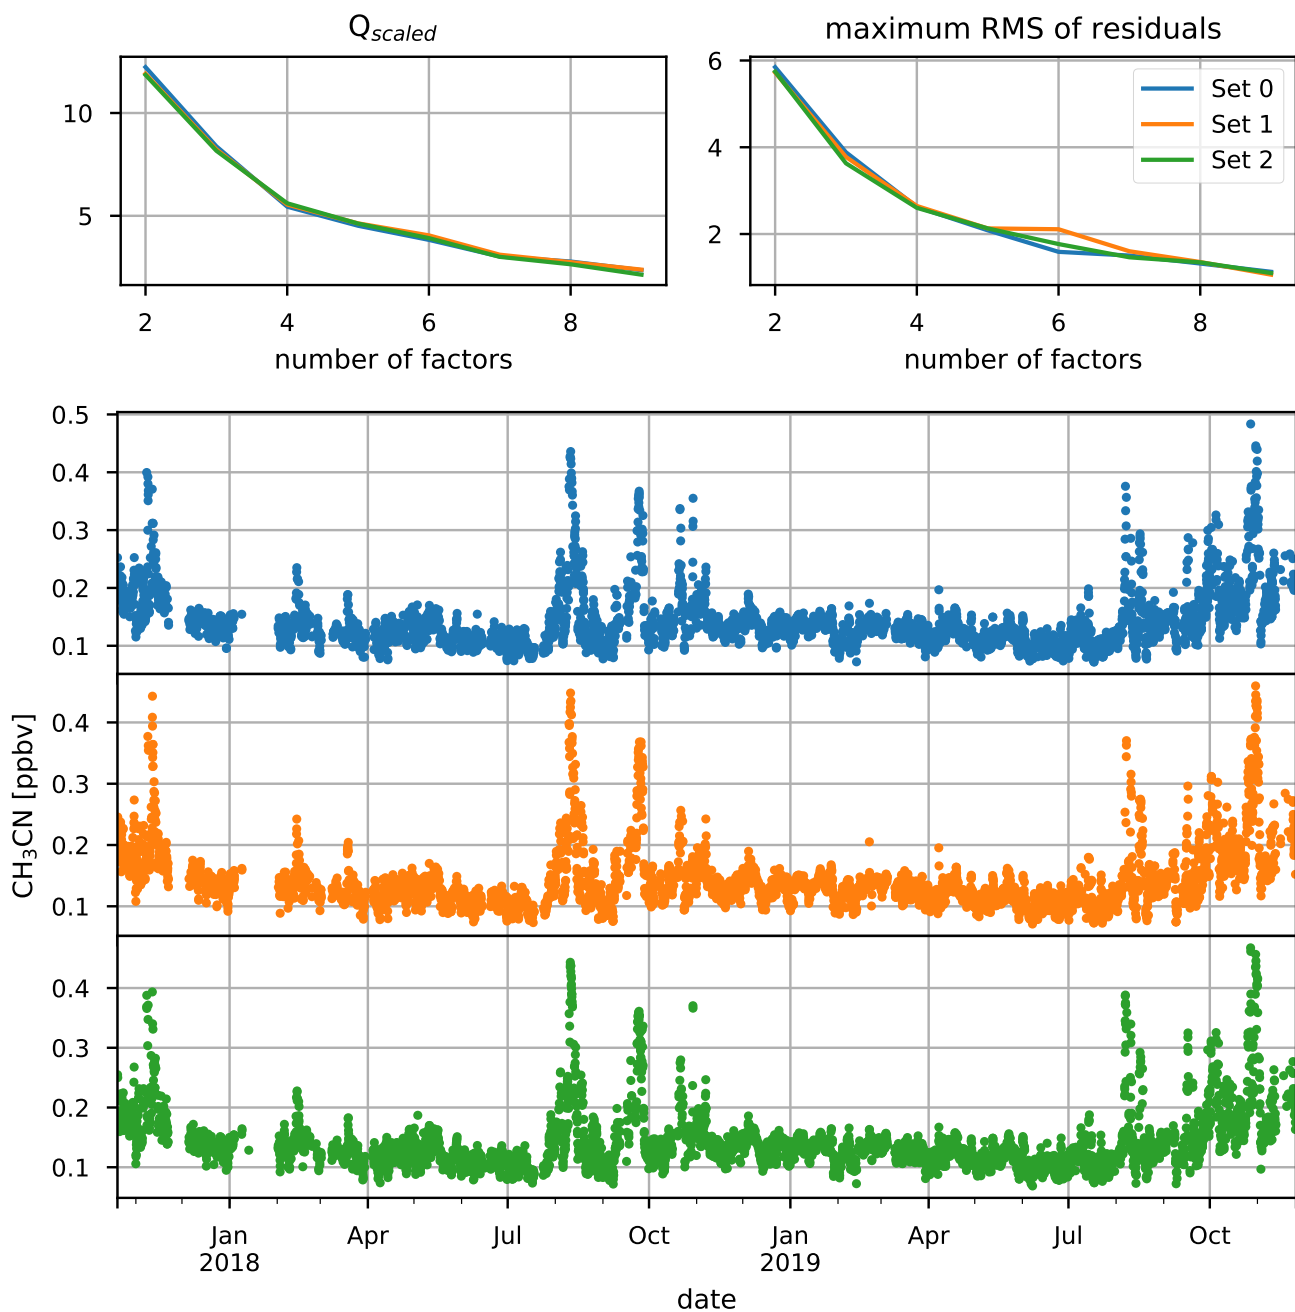 Qscaled
maximum RMS of residuals
10
5
2 4 6 8
number of factors
6
4
2
Set 0
Set 1
Set 2
2 4 6 8
number of factors
0.5
0.4
0.3
0.2
0.1
0.4
0.3
0.2
0.1
0.4
0.3
0.2
0.1
CH₃CN [ppbv]
Jan Apr Jul Oct Jan Apr Jul Oct
2018 2019
date